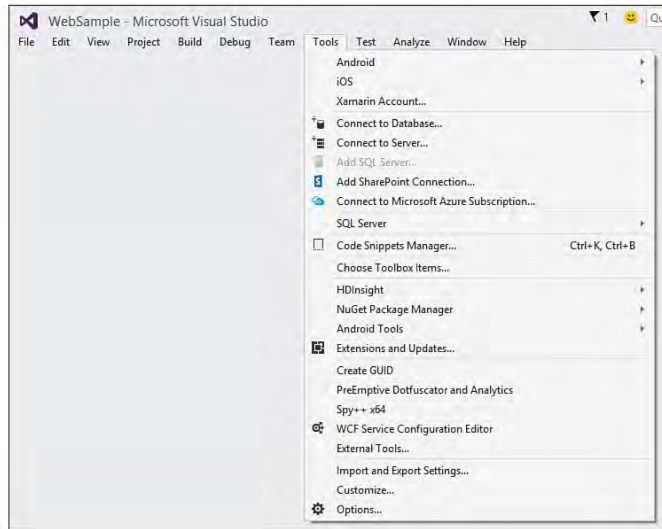 WebSample - Microsoft Visual Studio 1
File Edit View Project Build Debug Team Tools Test Analyze Window Help
Android
iOS
Xamarin Account...
Connect to Database...
Connect to Server...
Add SQL Server...
Add SharePoint Connection...
Connect to Microsoft Azure Subscription...
SQL Server
Code Snippets Manager... Ctrl+K, Ctrl+B
Choose Toolbox Items...
HDInsight
NuGet Package Manager
Android Tools
Extensions and Updates...
Create GUID
PreEmptive Dotfuscator and Analytics
Spy++ x64
WCF Service Configuration Editor
External Tools...
Import and Export Settings...
Customize...
Options...